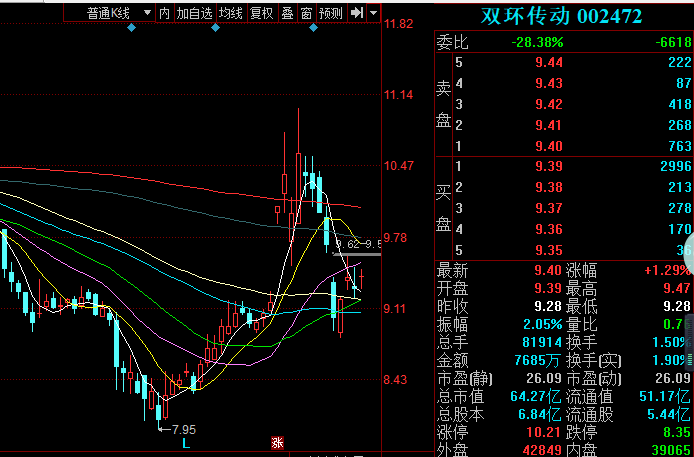 普通K线 内 加自选 均线 复权 叠 窗 预测
11.82
11.14
10.47
9.78
9.62-9.5
9.11
8.43
7.95
L 涨
双环传动 002472
委比 -28.38% -6618
卖盘
5 9.44 222
4 9.43 87
3 9.42 418
2 9.41 268
1 9.40 763
买盘
1 9.39 2996
2 9.38 213
3 9.37 278
4 9.36 170
5 9.35 36
最新 9.40 涨幅 +1.29%
开盘 9.39 最高 9.47
昨收 9.28 最低 9.28
振幅 2.05% 量比 0.7
总手 81914 换手 1.50%
金额 7685万 换手(实) 1.90%
市盈(静) 26.09 市盈(动) 26.09
总市值 64.27亿 流通值 51.17亿
总股本 6.84亿 流通股 5.44亿
涨停 10.21 跌停 8.35
外盘 42849 内盘 39065